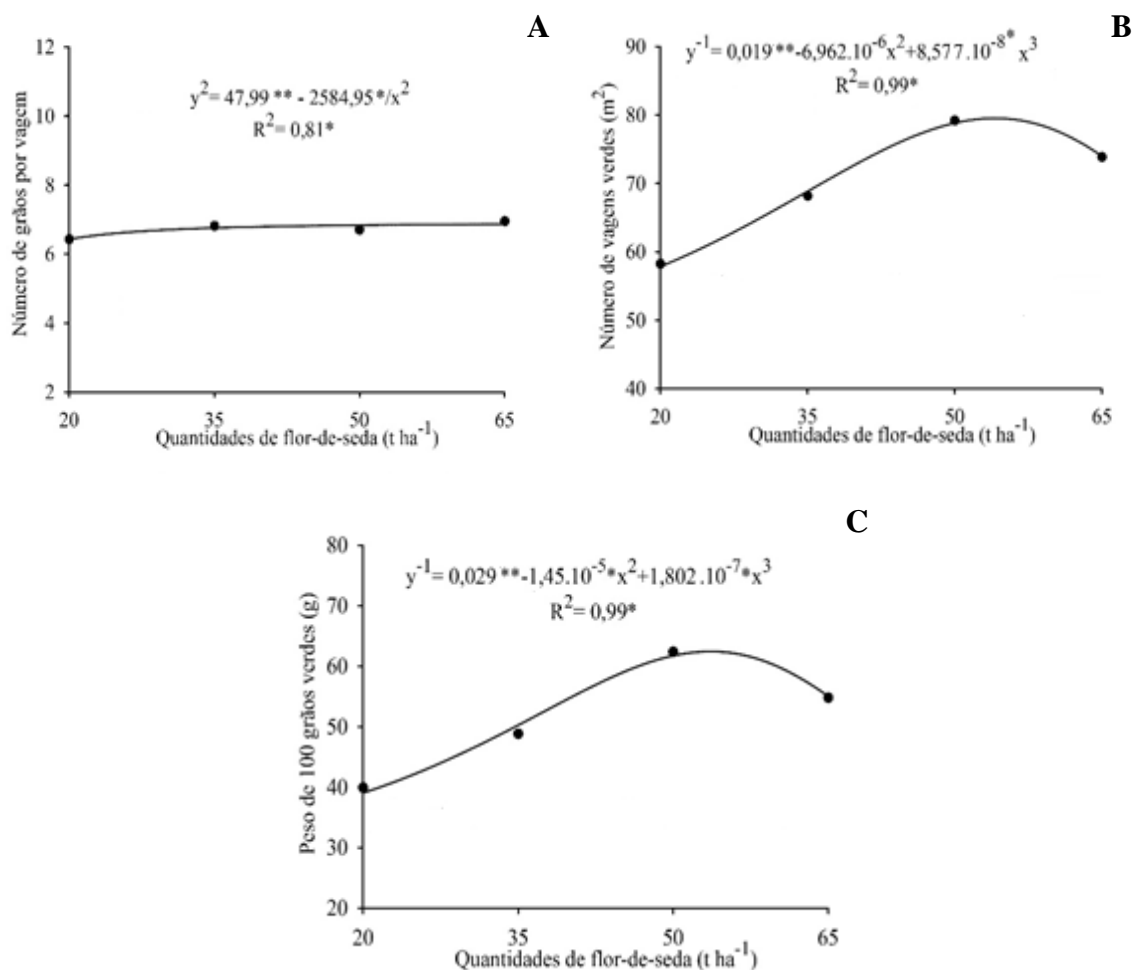 A
12
10
8
6
4
2
20
35
50
65
Número de grãos por vagem
y² = 47,99 ** - 2584,95 */x²
R² = 0,81*
Quantidades de flor-de-seda (t ha⁻¹)
B
90
80
70
60
50
40
20
35
50
65
Número de vagens verdes (m²)
y⁻¹ = 0,019 **-6,962.10⁻⁶x²+8,577.10⁻⁸* x³
R² = 0,99*
Quantidades de flor-de-seda (t ha⁻¹)
C
80
70
60
50
40
30
20
20
35
50
65
Peso de 100 grãos verdes (g)
y⁻¹ = 0,029 **-1,45.10⁻⁵*x²+1,802.10⁻⁷*x³
R² = 0,99*
Quantidades de flor-de-seda (t ha⁻¹)